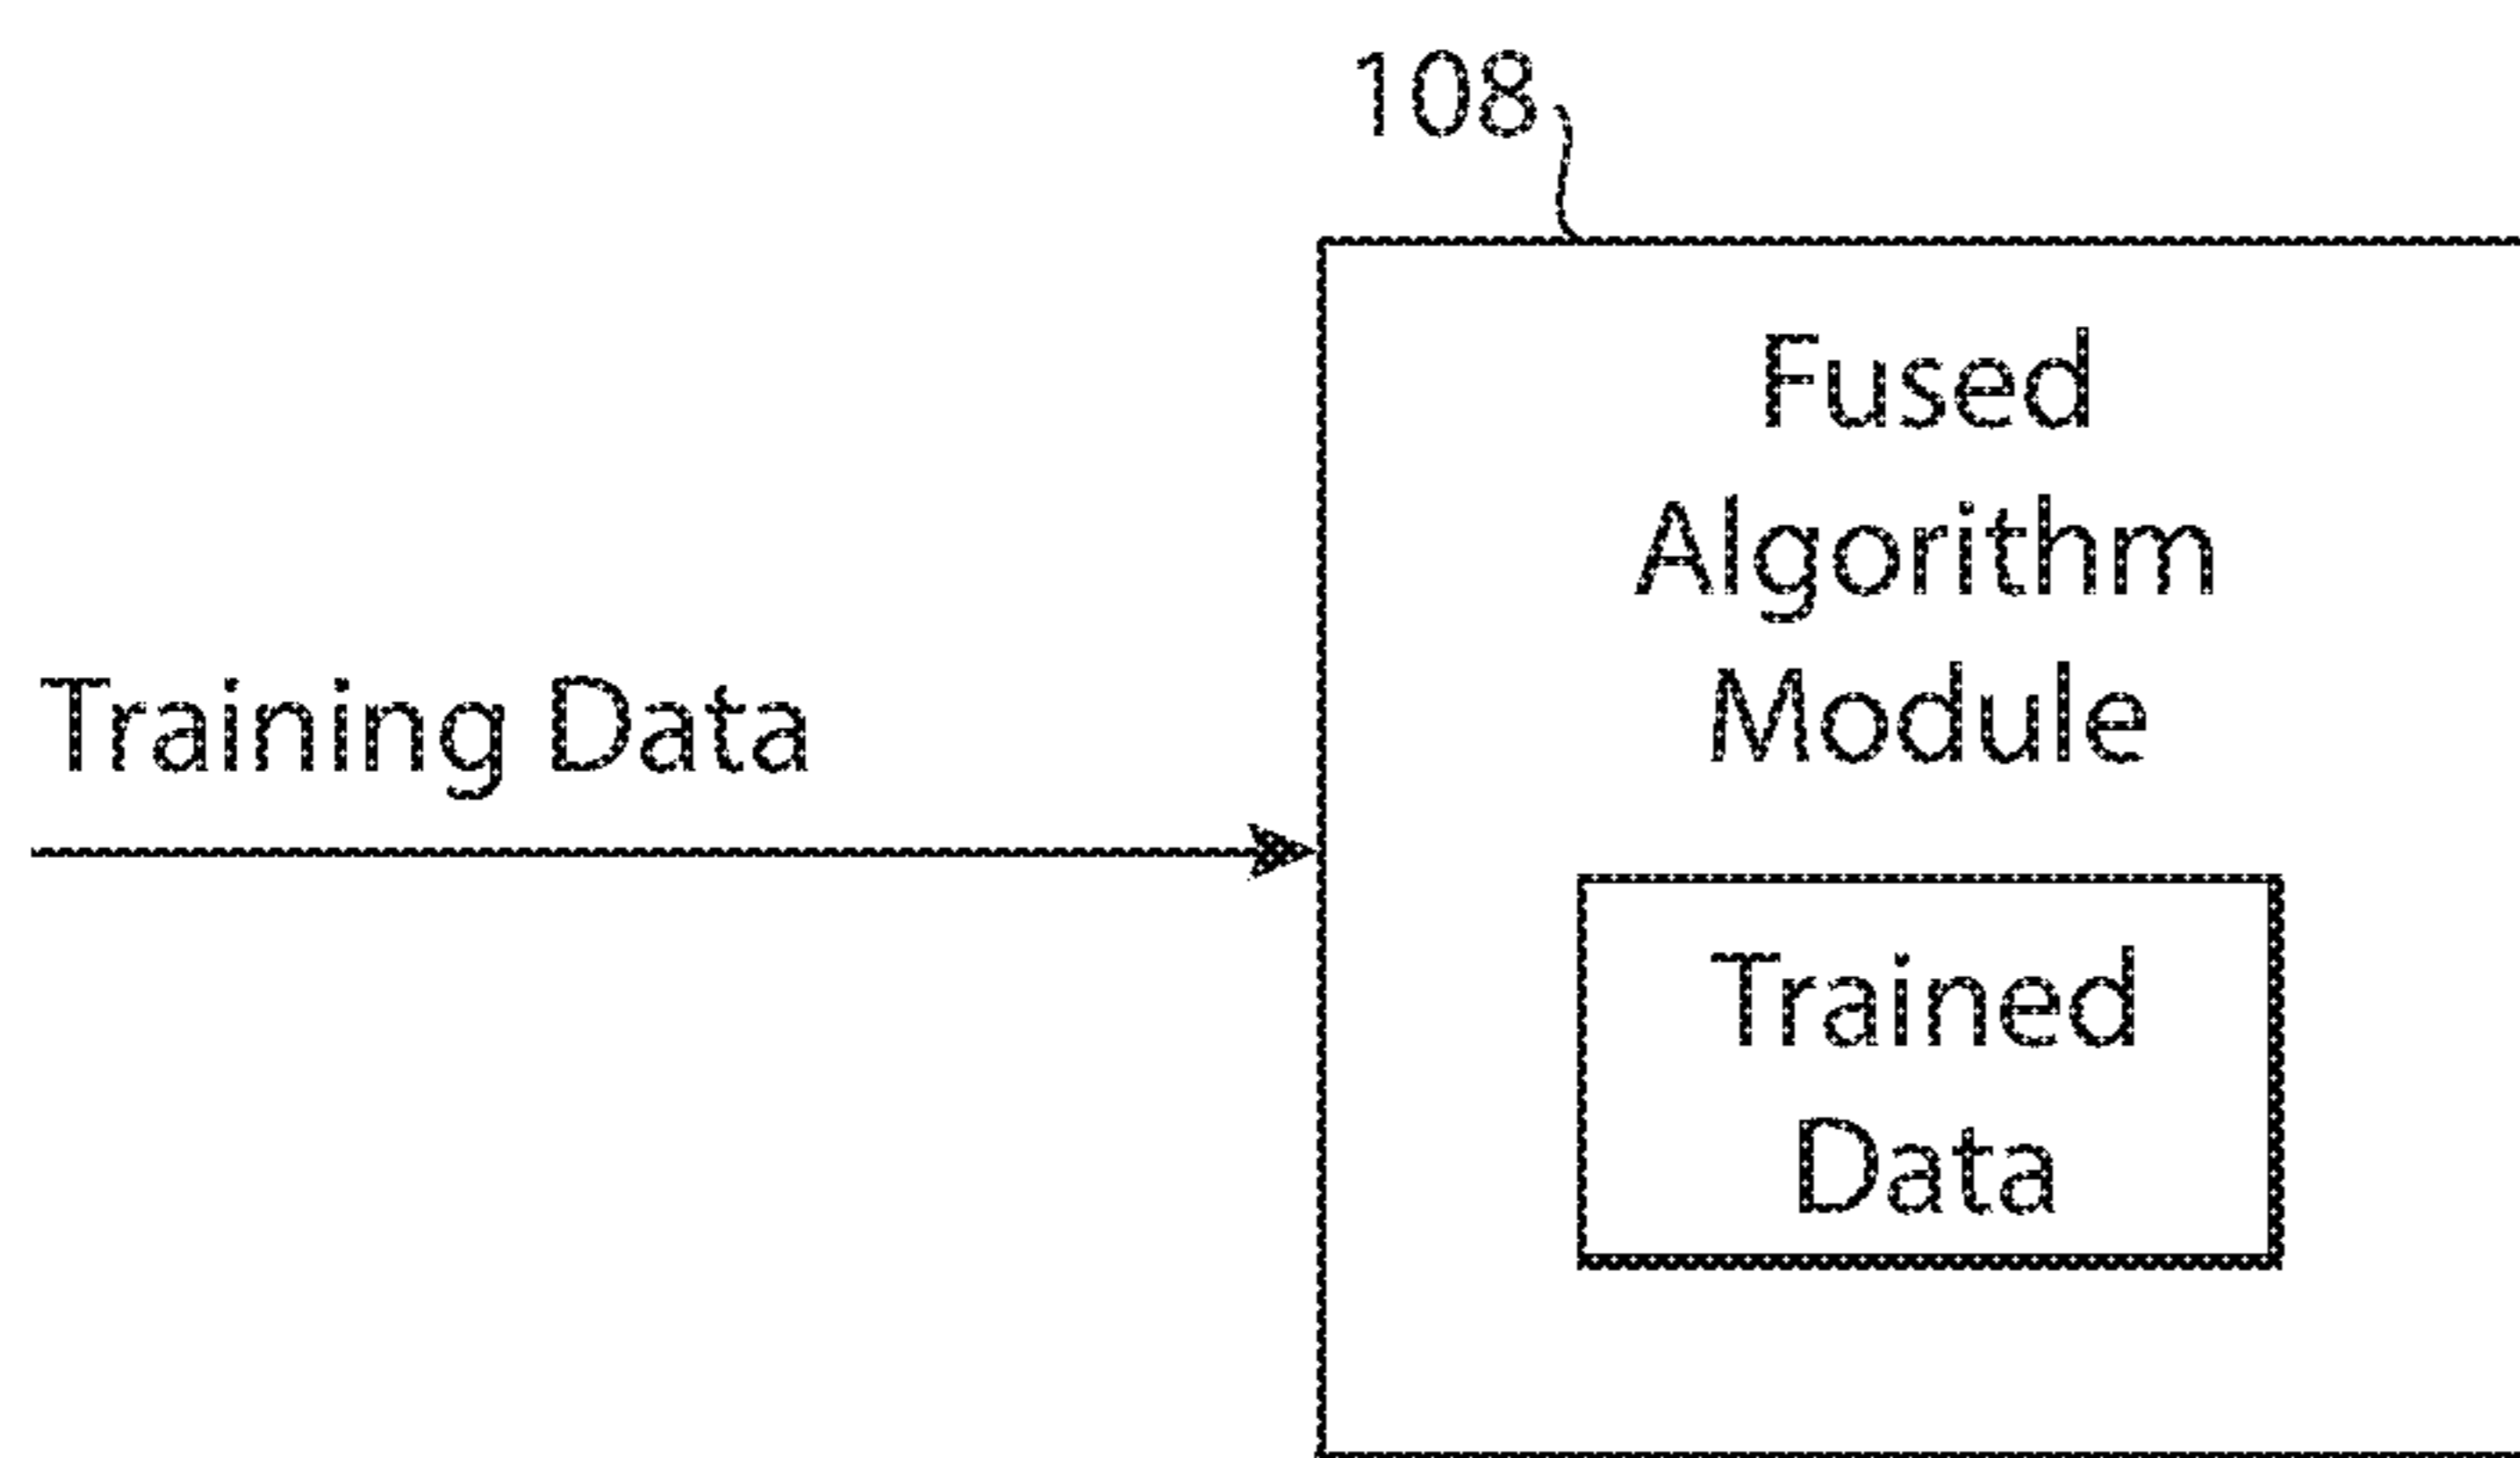 108
Fused
Algorithm
Module
Training Data
Trained
Data